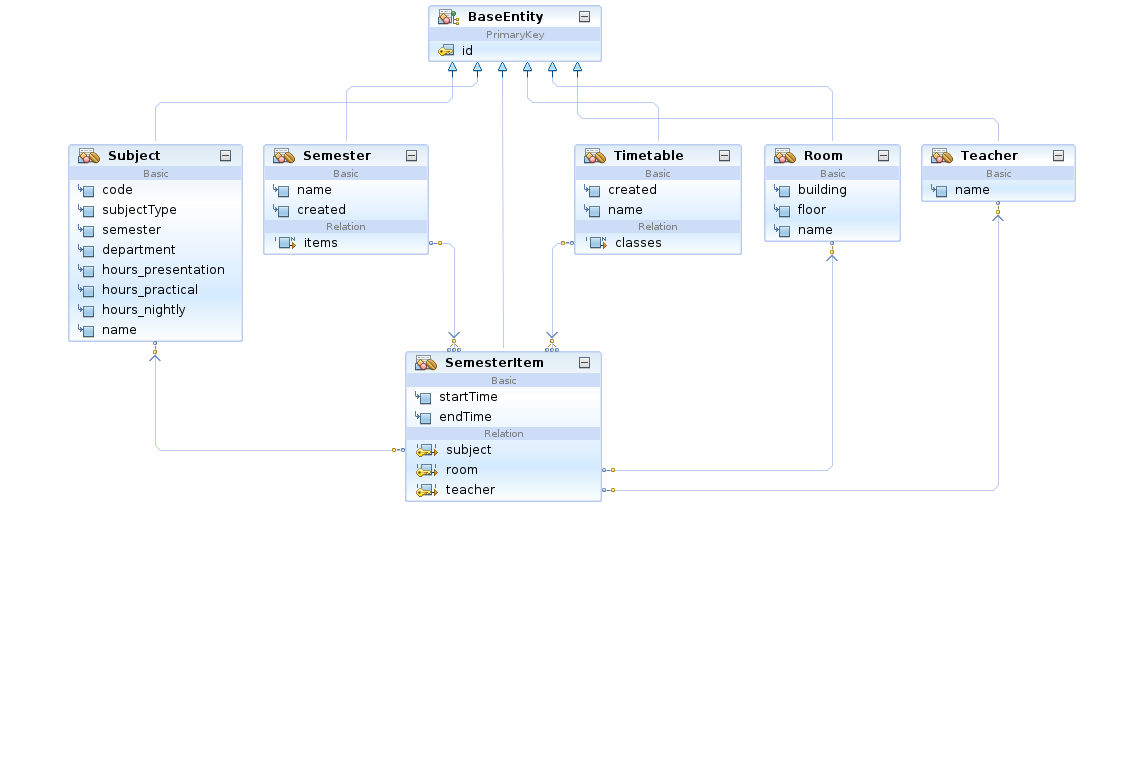 BaseEntity
PrimaryKey
id
Subject
Basic
code
subjectType
semester
department
hours_presentation
hours_practical
hours_nightly
name
Semester
Basic
name
created
Relation
items
Timetable
Basic
created
name
Relation
classes
Room
Basic
building
floor
name
Teacher
Basic
name
SemesterItem
Basic
startTime
endTime
Relation
subject
room
teacher